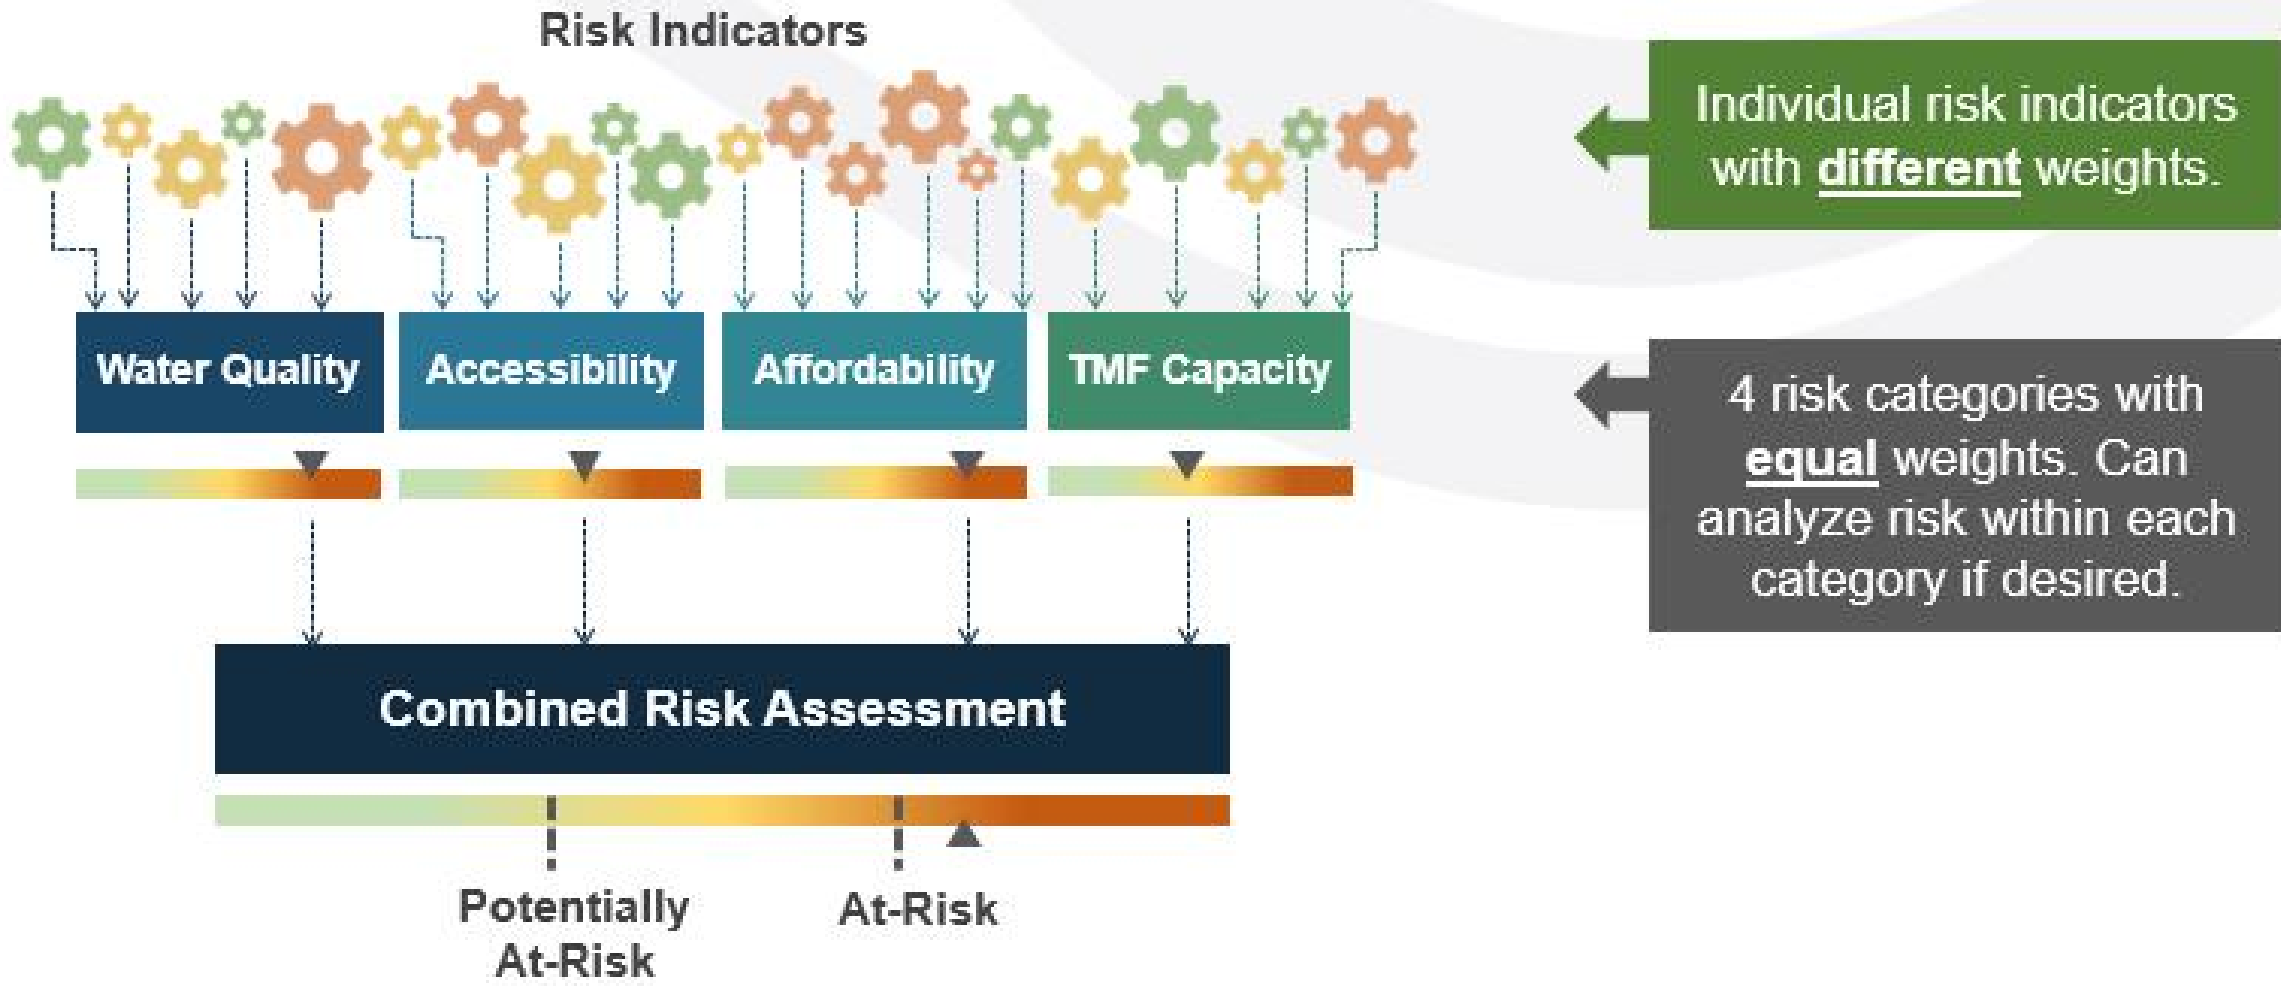 Risk Indicators
Individual risk indicators
with different weights.
Water Quality
Accessibility
Affordability
TMF Capacity
4 risk categories with
equal weights. Can
analyze risk within each
category if desired.
Combined Risk Assessment
Potentially
At-Risk
At-Risk